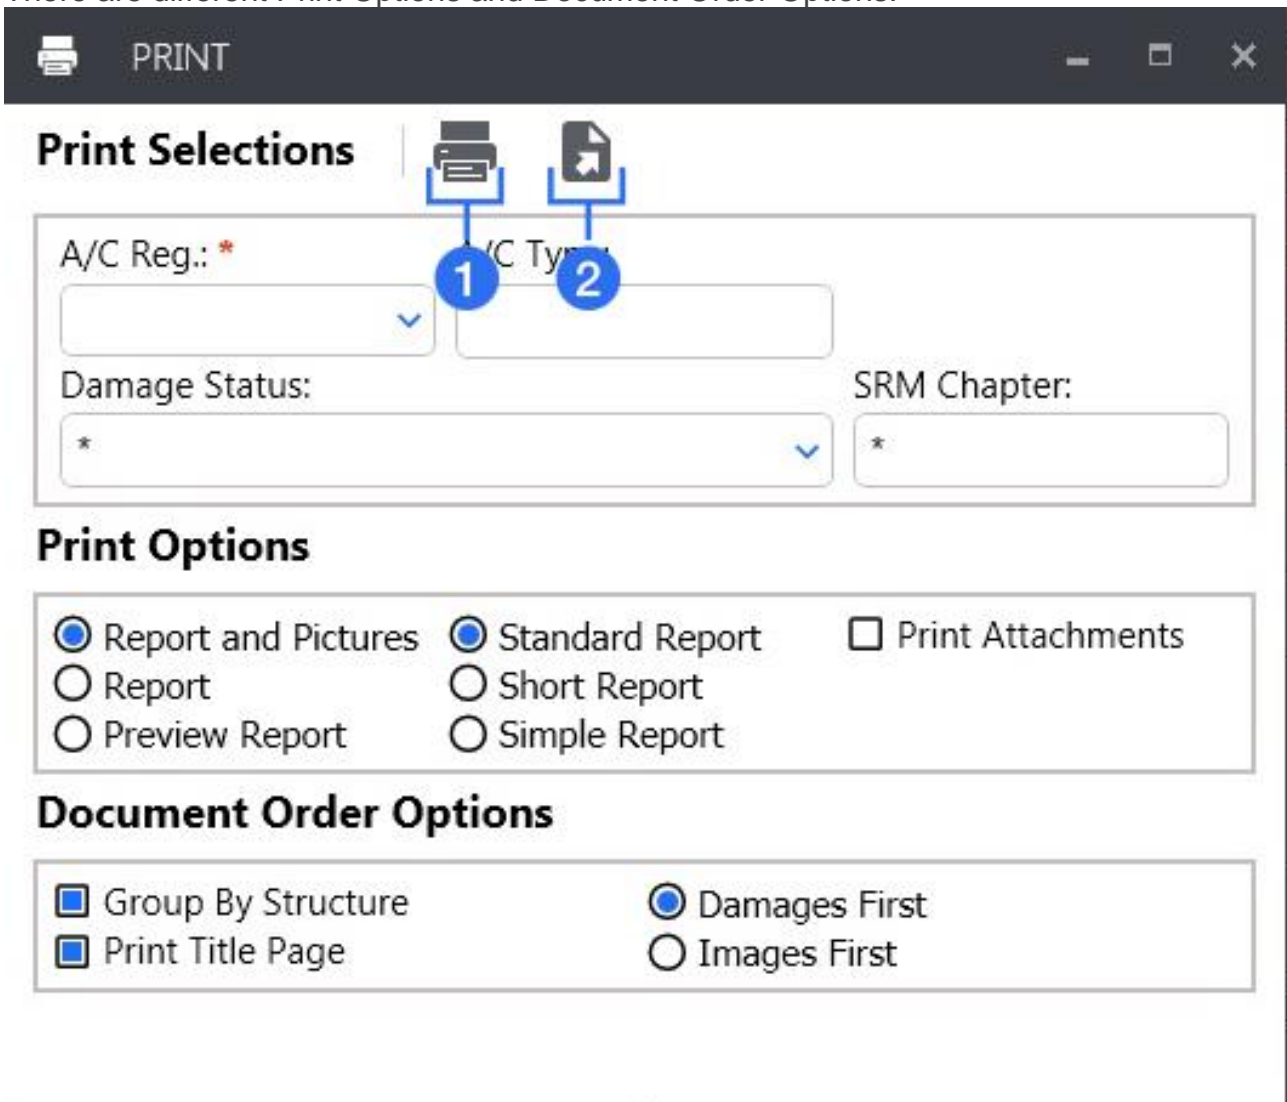 There are different Print Options and Document Order Options.
PRINT
Print Selections
1 2
A/C Reg.: * /C Typ
Damage Status: SRM Chapter:
* *
Print Options
Report and Pictures Standard Report Print Attachments
Report Short Report
Preview Report Simple Report
Document Order Options
Group By Structure Damages First
Print Title Page Images First